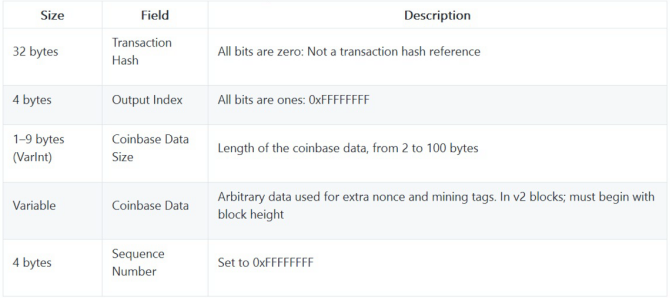 Size Field Description
32 bytes Transaction Hash All bits are zero: Not a transaction hash reference
4 bytes Output Index All bits are ones: 0xFFFFFFFF
1–9 bytes (VarInt) Coinbase Data Size Length of the coinbase data, from 2 to 100 bytes
Variable Coinbase Data Arbitrary data used for extra nonce and mining tags. In v2 blocks; must begin with block height
4 bytes Sequence Number Set to 0xFFFFFFFF